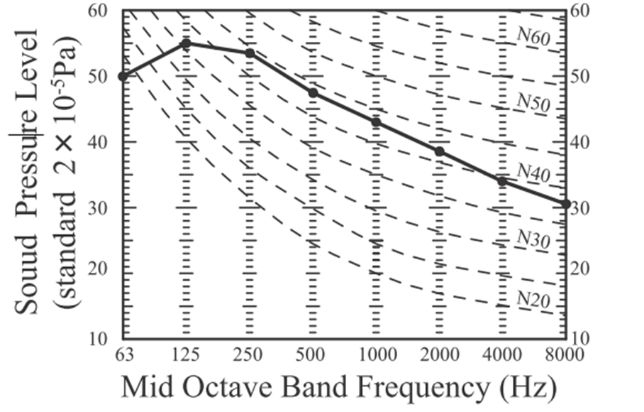 Souud Pressure Level
(standard 2 × 10⁻⁵Pa)
60 60
N60
50 50
N50
40 40
N40
30 30
N30
20 20
N20
10 10
63 125 250 500 1000 2000 4000 8000
Mid Octave Band Frequency (Hz)